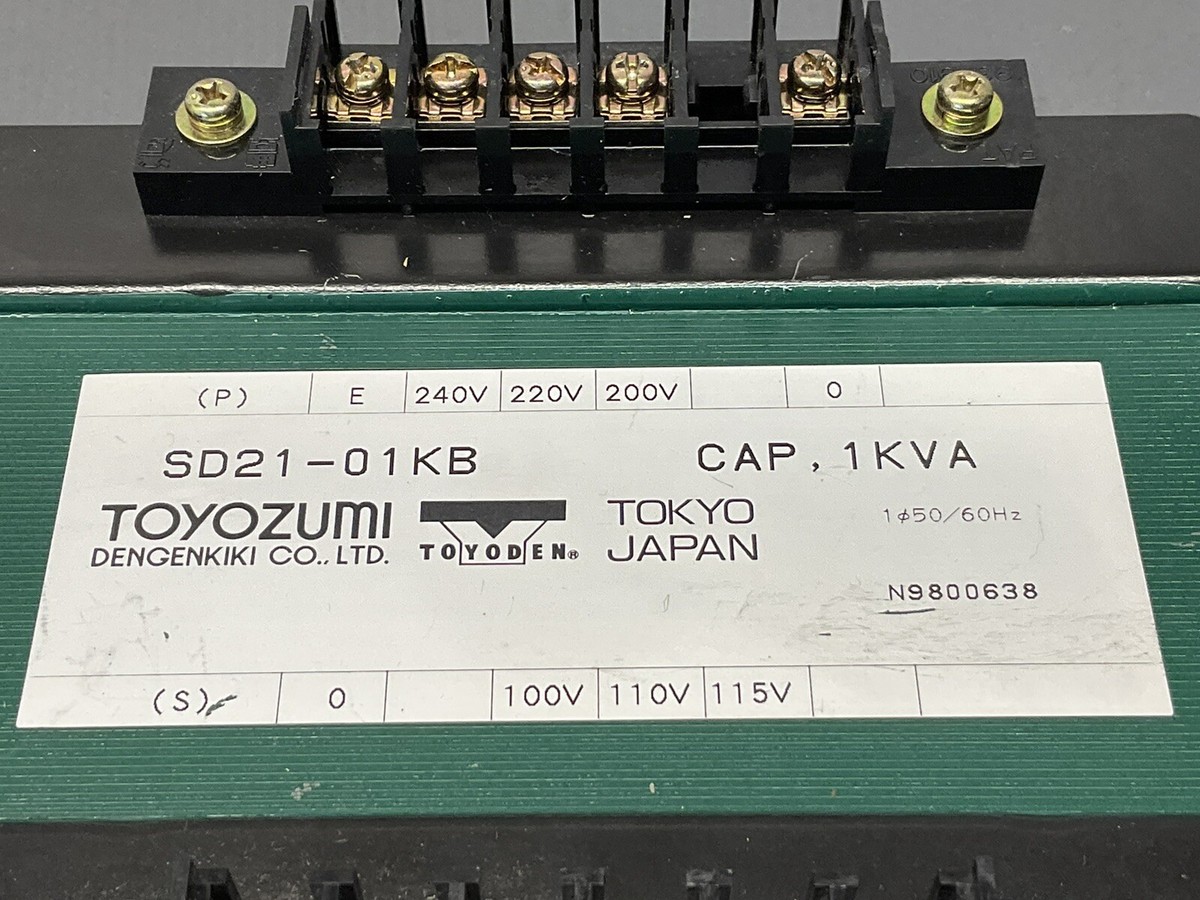 (P) E 240V 220V 200V 0
SD21-01KB CAP, 1KVA
TOYOZUMI
DENGENKIKI CO., LTD.
TOYODEN®
TOKYO
JAPAN
1φ50/60Hz
N9800638
(S) 0 100V 110V 115V